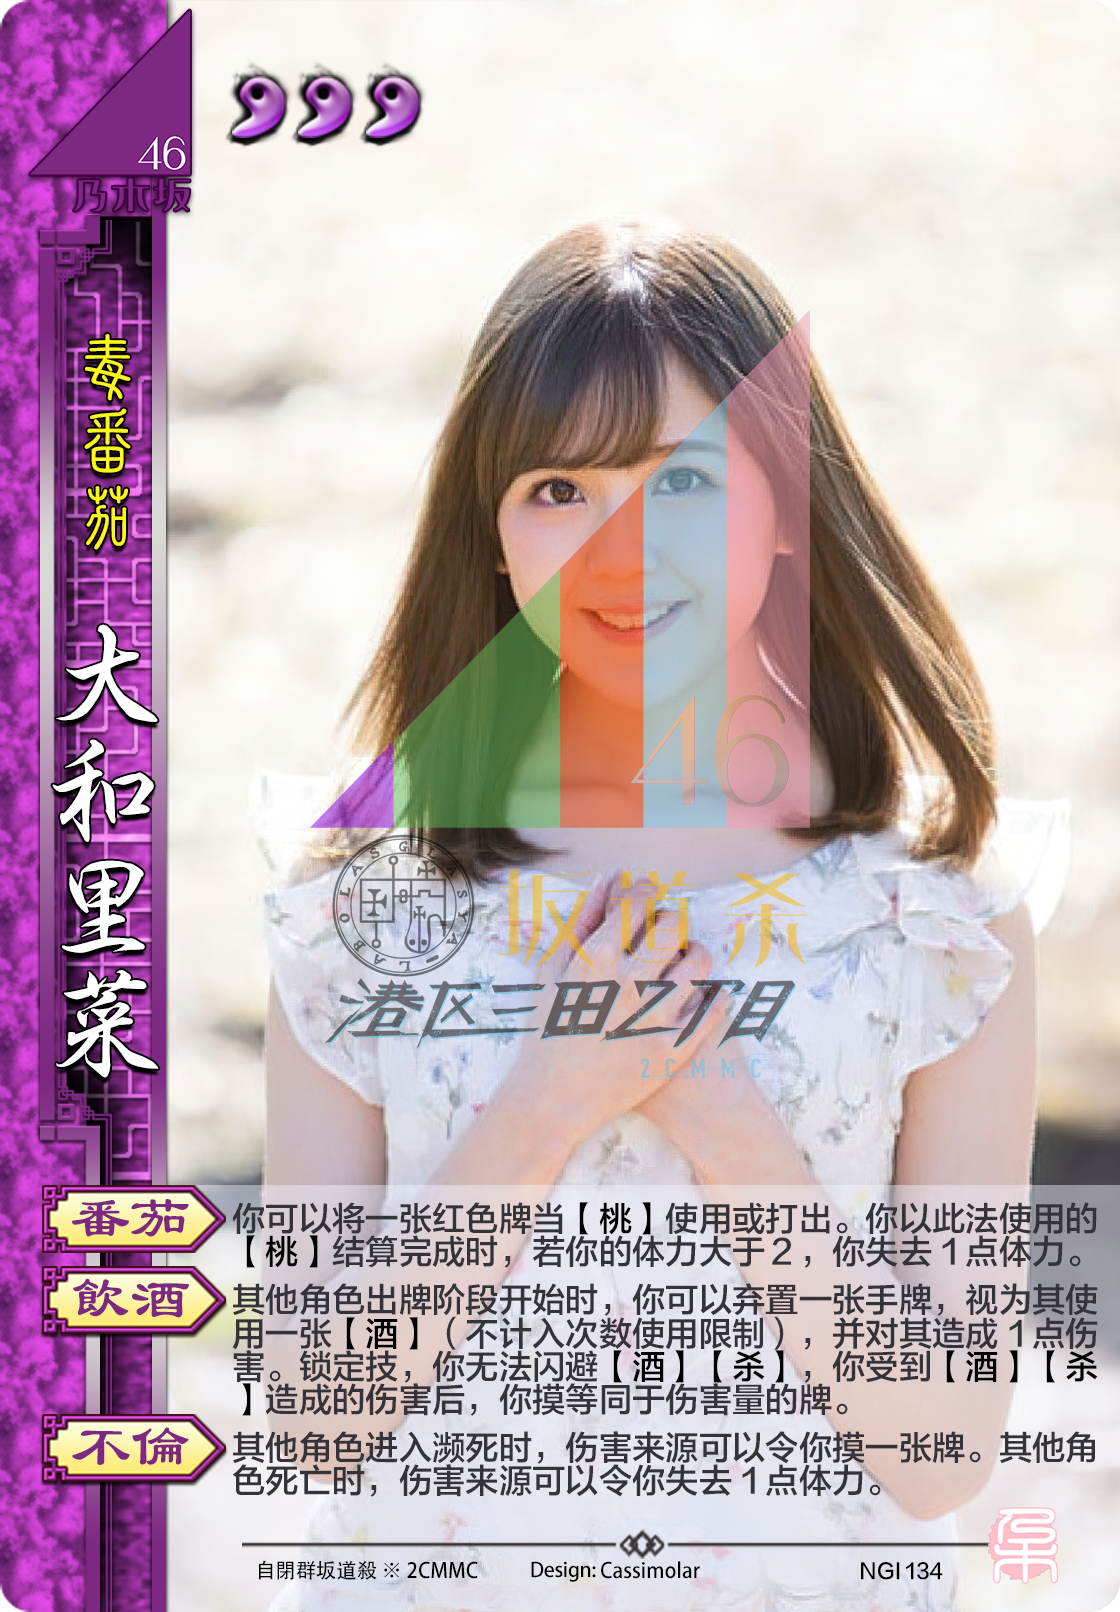 46
乃木坂
毒番茄
大和里菜
46
GLASYA-LABOLAS
坂道杀
港区三田2丁目
2CMMC
番茄
你可以将一张红色牌当【桃】使用或打出。你以此法使用的
【桃】结算完成时，若你的体力大于2，你失去1点体力。
飲酒
其他角色出牌阶段开始时，你可以弃置一张手牌，视为其使
用一张【酒】（不计入次数使用限制），并对其造成1点伤
害。锁定技，你无法闪避【酒】【杀】，你受到【酒】【杀
】造成的伤害后，你摸等同于伤害量的牌。
不倫
其他角色进入濒死时，伤害来源可以令你摸一张牌。其他角
色死亡时，伤害来源可以令你失去1点体力。
自閉群坂道殺 ※ 2CMMC Design: Cassimolar NGI134